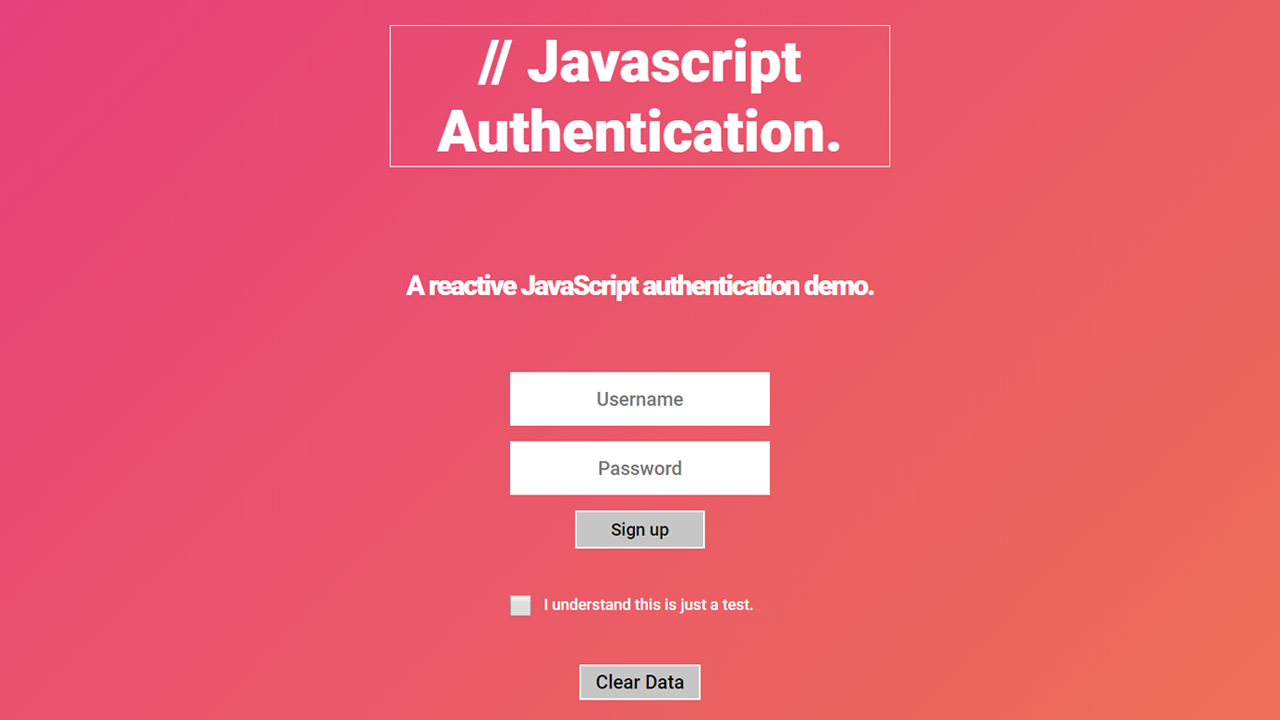 // Javascript
Authentication.
A reactive JavaScript authentication demo.
Username
Password
Sign up
I understand this is just a test.
Clear Data